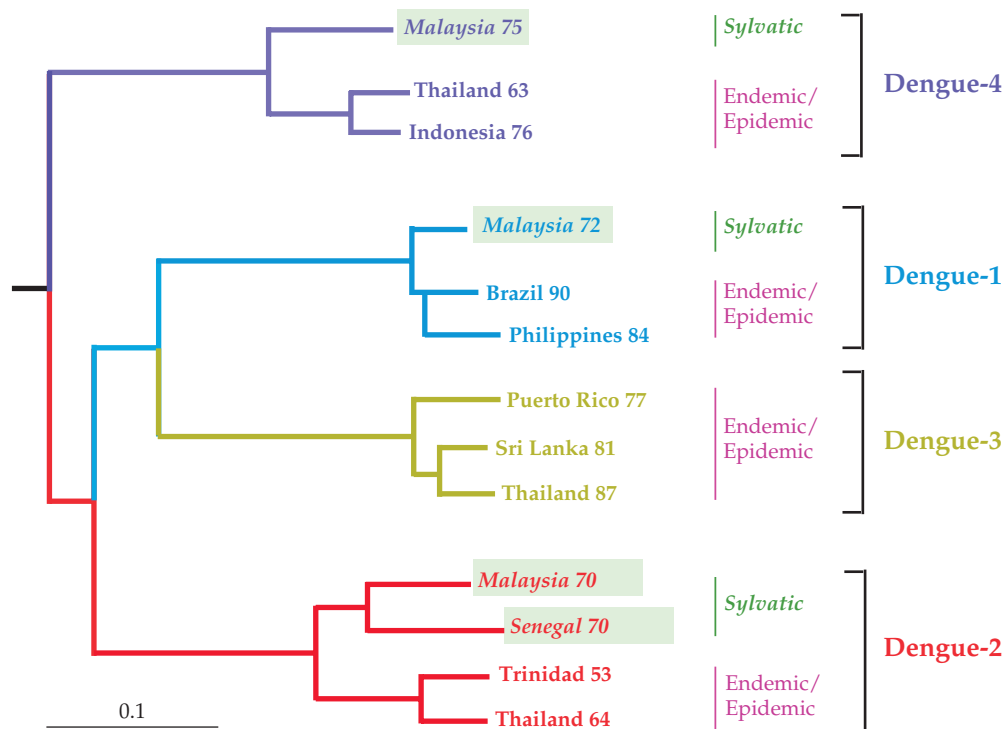 Malaysia 75
Sylvatic
Dengue-4
Thailand 63
Endemic/
Epidemic
Indonesia 76
Malaysia 72
Sylvatic
Dengue-1
Brazil 90
Endemic/
Epidemic
Philippines 84
Puerto Rico 77
Endemic/
Epidemic
Dengue-3
Sri Lanka 81
Thailand 87
Malaysia 70
Sylvatic
Senegal 70
Dengue-2
Trinidad 53
Endemic/
Epidemic
Thailand 64
0.1